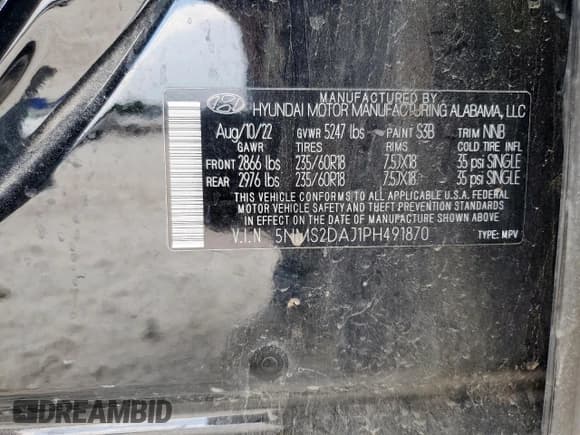 MANUFACTURED BY
HYUNDAI MOTOR MANUFACTURING ALABAMA, LLC
Aug/10/22 GVWR 5247 lbs PAINT S3B TRIM NNB
GAWR TIRES RIMS COLD TIRE INFL
FRONT 2866 lbs 235/60R18 7.5JX18 35 psi SINGLE
REAR 2976 lbs 235/60R18 7.5JX18 35 psi SINGLE
THIS VEHICLE CONFORMS TO ALL APPLICABLE U.S.A. FEDERAL
MOTOR VEHICLE SAFETY AND THEFT PREVENTION STANDARDS
IN EFFECT ON THE DATE OF MANUFACTURE SHOWN ABOVE.
V.I.N 5NMS2DAJ1PH491870 TYPE: MPV
DREAMBID